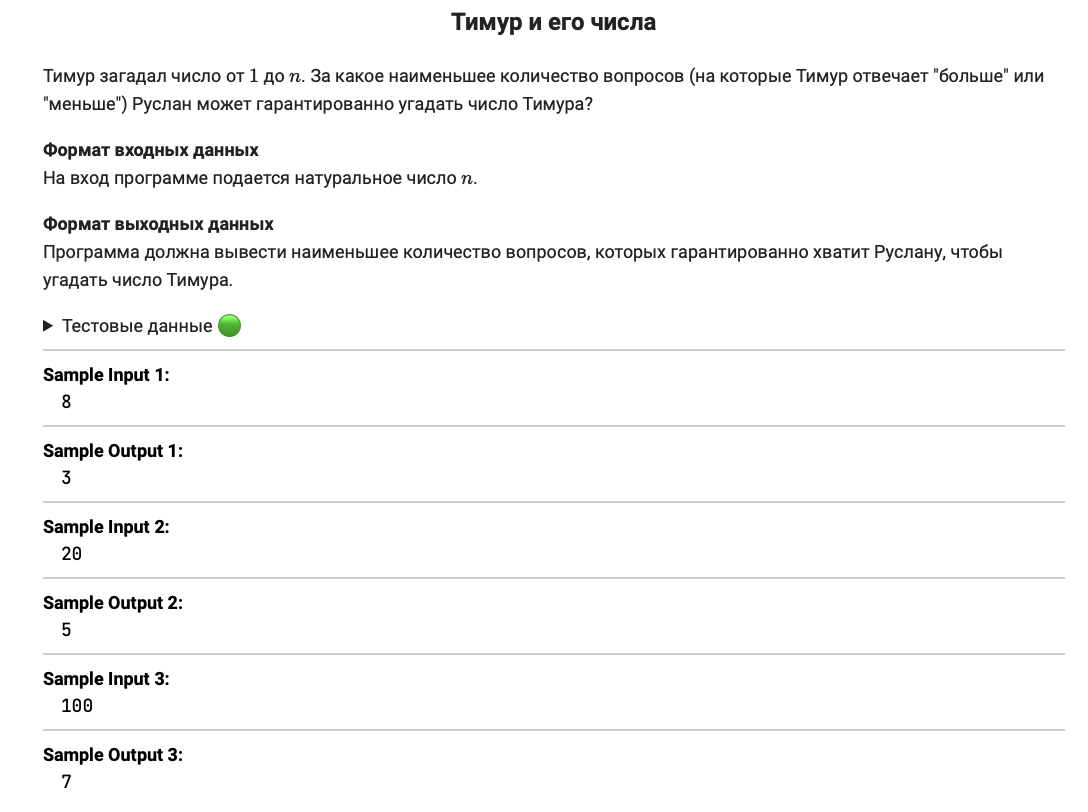 Тимур и его числа
Тимур загадал число от 1 до n. За какое наименьшее количество вопросов (на которые Тимур отвечает "больше" или
"меньше") Руслан может гарантированно угадать число Тимура?
Формат входных данных
На вход программе подается натуральное число n.
Формат выходных данных
Программа должна вывести наименьшее количество вопросов, которых гарантированно хватит Руслану, чтобы
угадать число Тимура.
Тестовые данные
Sample Input 1:
8
Sample Output 1:
3
Sample Input 2:
20
Sample Output 2:
5
Sample Input 3:
100
Sample Output 3:
7